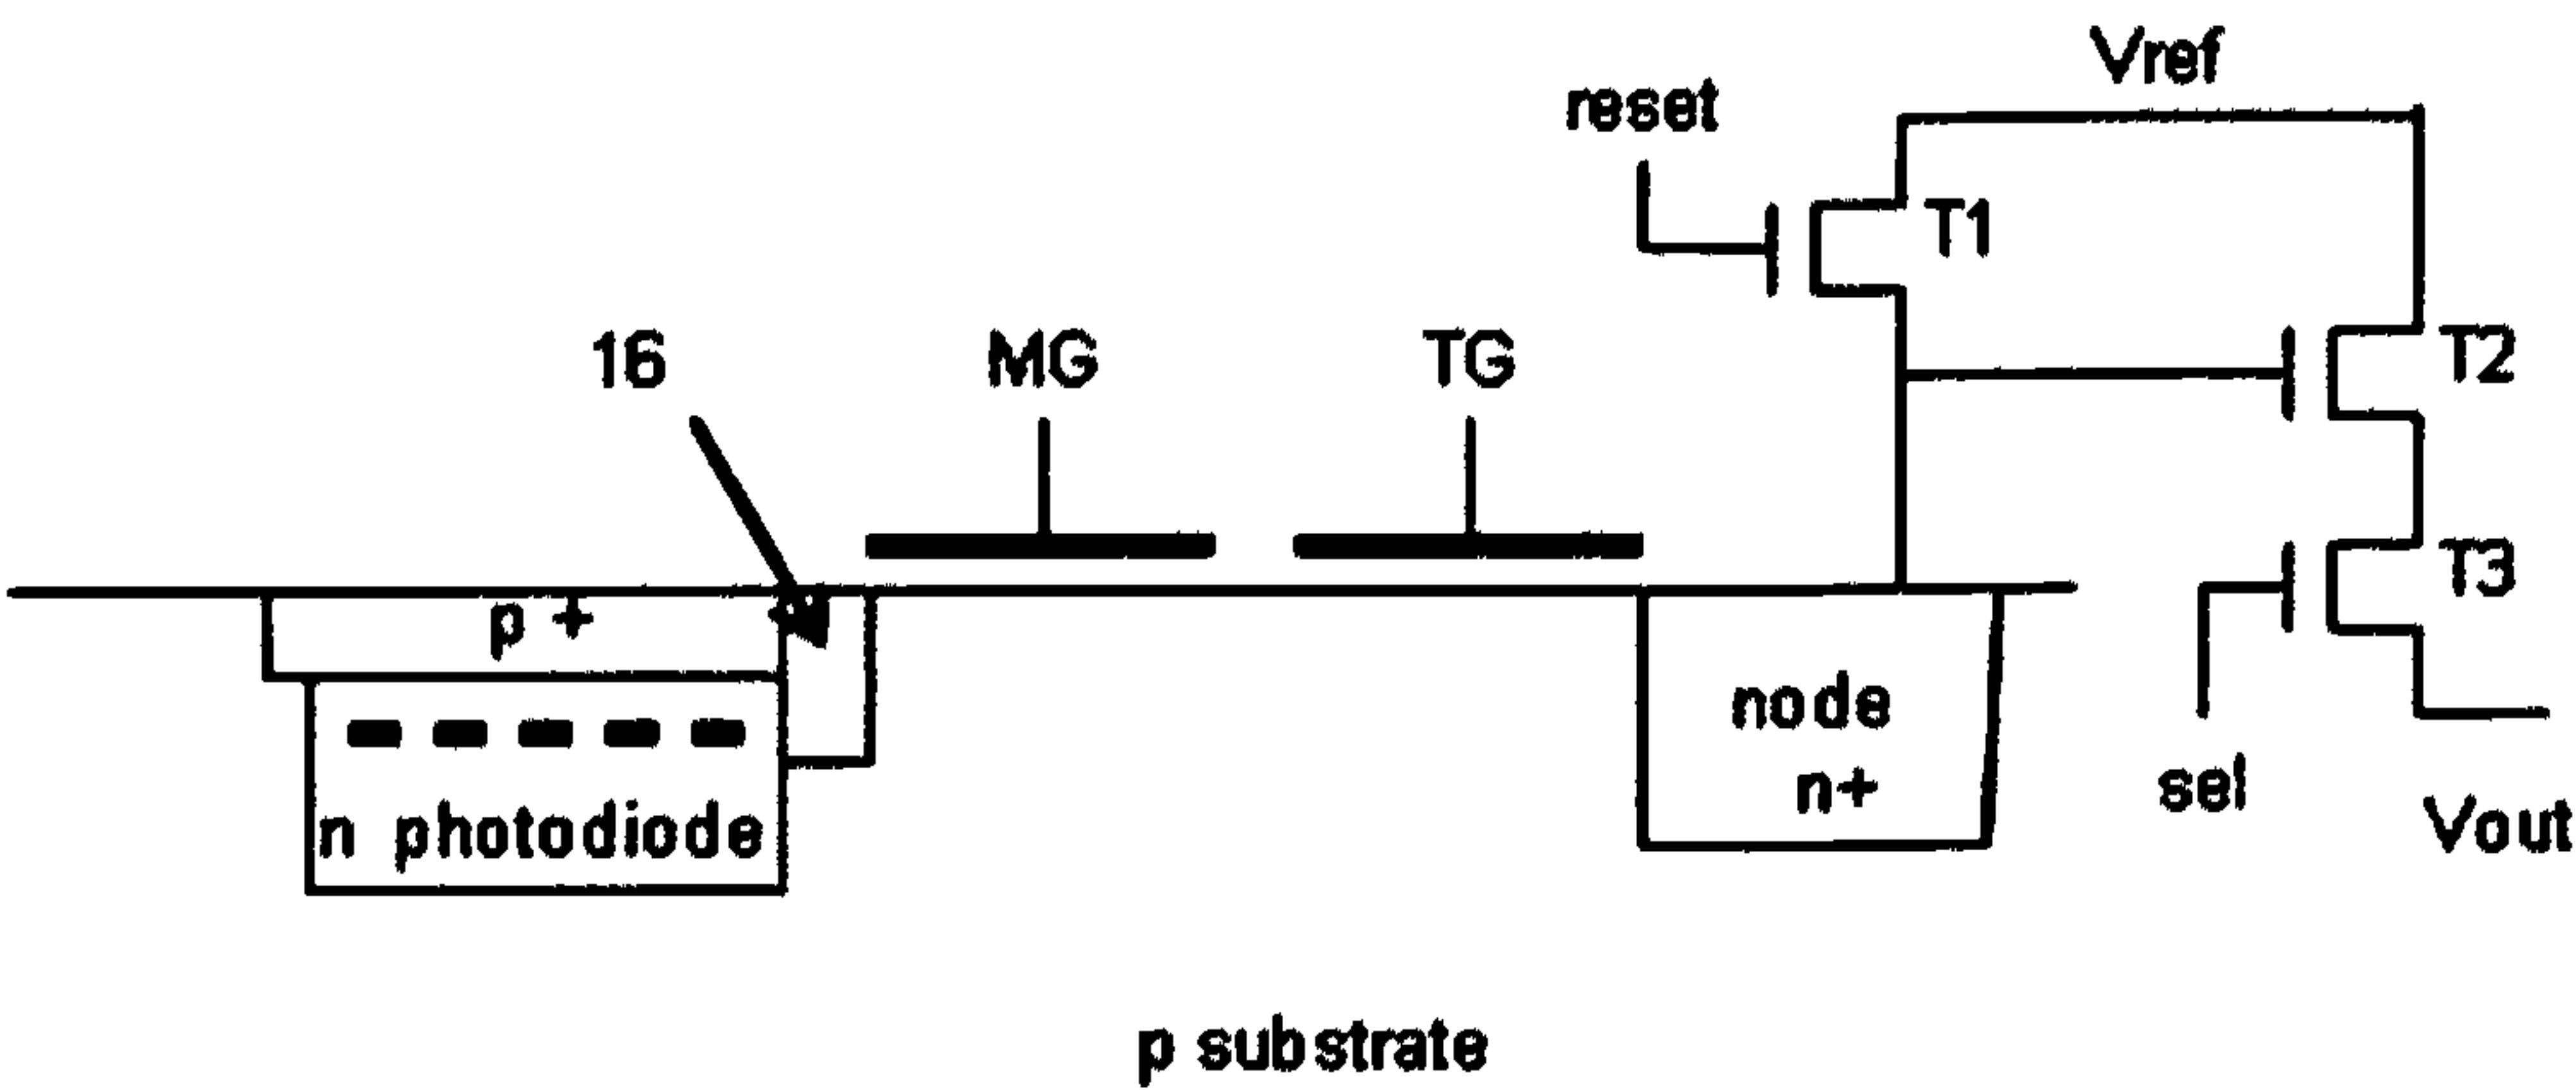 Vref
reset
T1
16
MG
TG
T2
T3
p +
node
n+
sel
n photodiode
Vout
p substrate